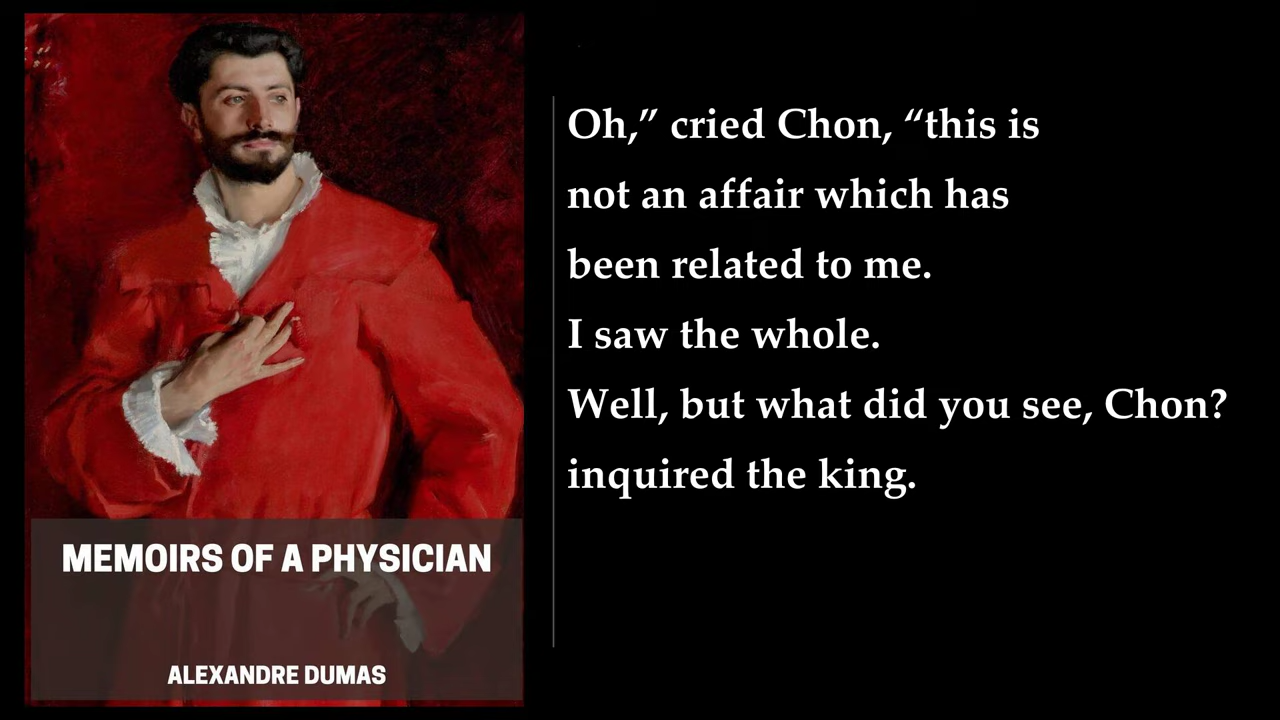 Oh,” cried Chon, “this is
not an affair which has
been related to me.
I saw the whole.
Well, but what did you see, Chon?
inquired the king.
MEMOIRS OF A PHYSICIAN
ALEXANDRE DUMAS